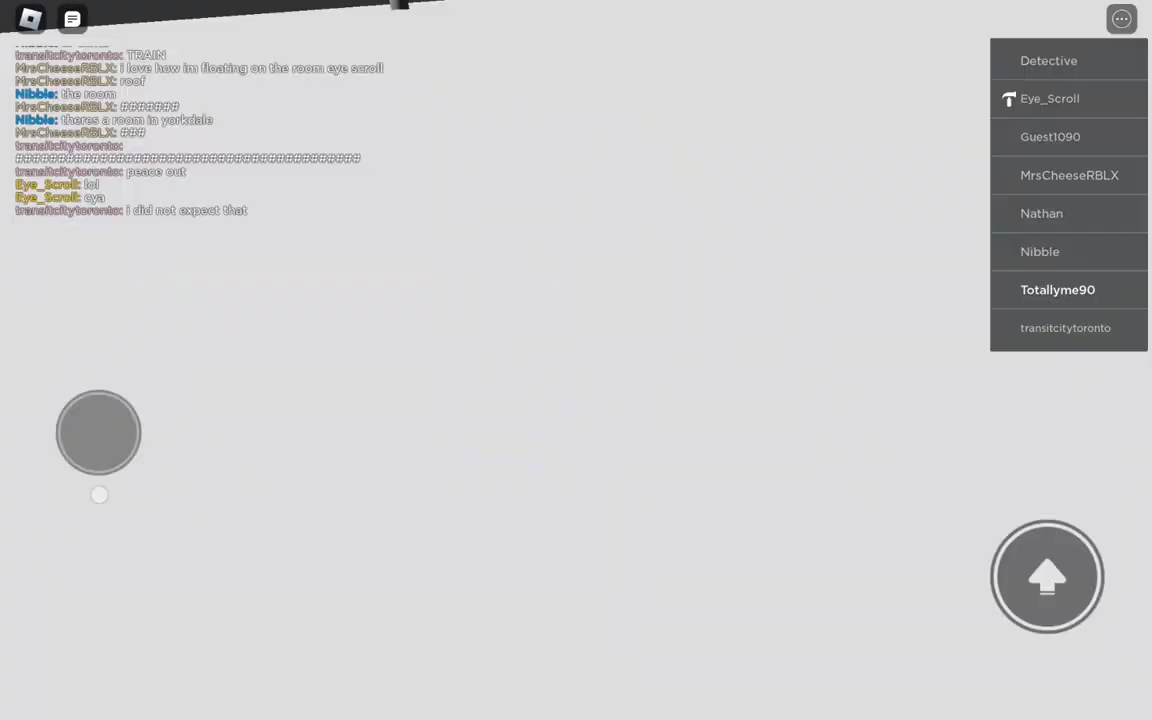 transitcitytoronto: TRAIN
MrsCheeseRBLX: i love how im floating on the room eye scroll
MrsCheeseRBLX: roof
Nibble: the room
MrsCheeseRBLX: #######
Nibble: theres a room in yorkdale
MrsCheeseRBLX: ###
transitcitytoronto:
########################################
transitcitytoronto: peace out
Eye_Scroll: lol
Eye_Scroll: cya
transitcitytoronto: i did not expect that
Detective
Eye_Scroll
Guest1090
MrsCheeseRBLX
Nathan
Nibble
Totallyme90
transitcitytoronto